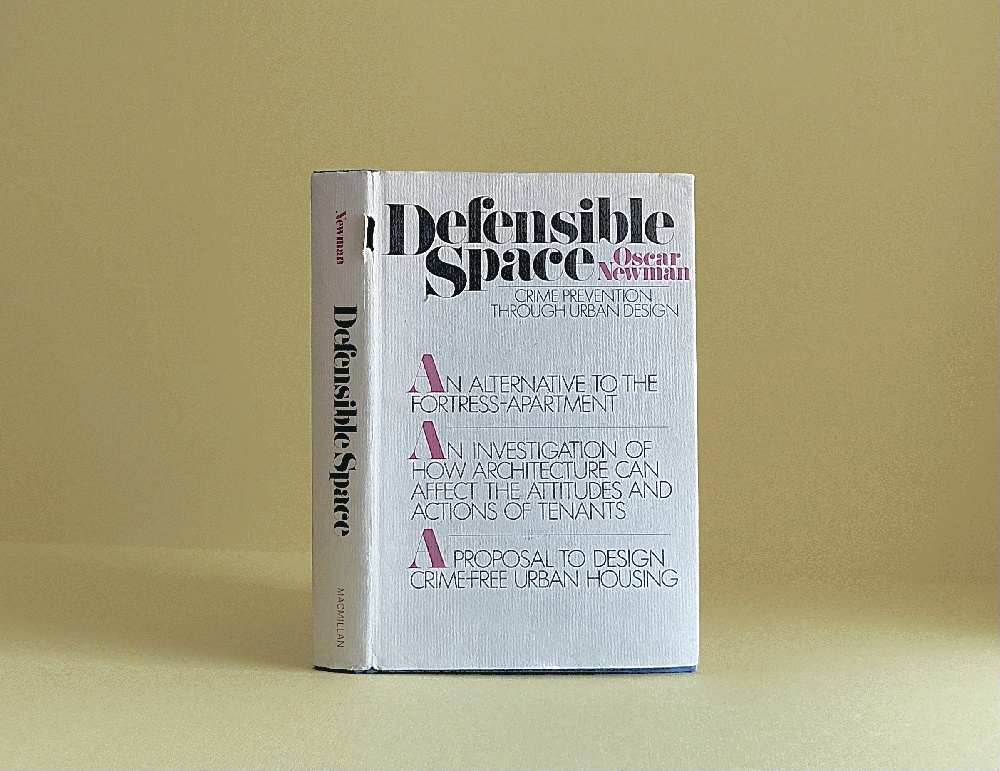 Newman
Defensible Space
MACMILLAN
Defensible
Space
Oscar
Newman
CRIME PREVENTION
THROUGH URBAN DESIGN
AN ALTERNATIVE TO THE
FORTRESS-APARTMENT
AN INVESTIGATION OF
HOW ARCHITECTURE CAN
AFFECT THE ATTITUDES AND
ACTIONS OF TENANTS
A PROPOSAL TO DESIGN
CRIME-FREE URBAN HOUSING